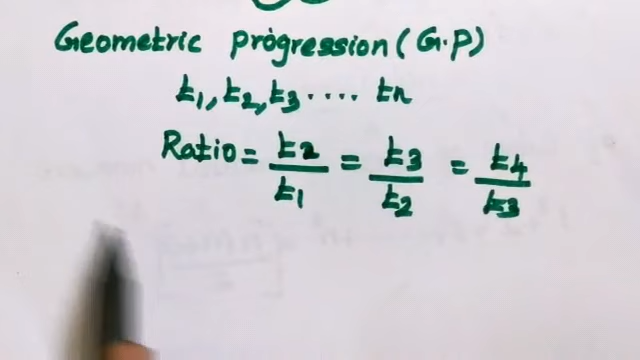 Geometric progression (G.P)
t1, t2, t3 .... tn
Ratio = t2/t1 = t3/t2 = t4/t3